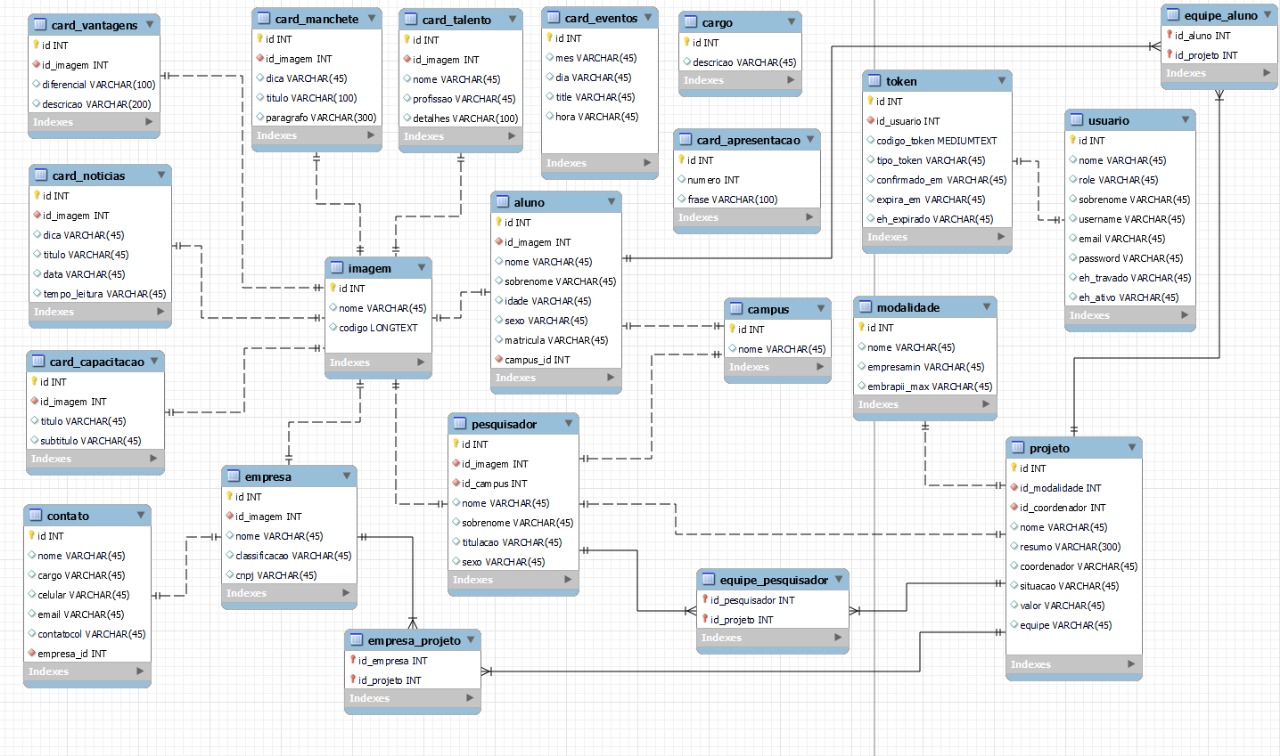 card_vantagens
id INT
id_imagem INT
diferencial VARCHAR(100)
descricao VARCHAR(200)
Indexes
card_manchete
id INT
id_imagem INT
dica VARCHAR(45)
titulo VARCHAR(100)
paragrafo VARCHAR(300)
Indexes
card_talento
id INT
id_imagem INT
nome VARCHAR(45)
profissao VARCHAR(45)
detalhes VARCHAR(100)
Indexes
card_eventos
id INT
mes VARCHAR(45)
dia VARCHAR(45)
title VARCHAR(45)
hora VARCHAR(45)
Indexes
cargo
id INT
descricao VARCHAR(45)
Indexes
equipe_aluno
id_aluno INT
id_projeto INT
Indexes
token
id INT
id_usuario INT
codigo_token MEDIUMTEXT
tipo_token VARCHAR(45)
confirmado_em VARCHAR(45)
expira_em VARCHAR(45)
eh_expirado VARCHAR(45)
Indexes
usuario
id INT
nome VARCHAR(45)
role VARCHAR(45)
sobrenome VARCHAR(45)
username VARCHAR(45)
email VARCHAR(45)
password VARCHAR(45)
eh_travado VARCHAR(45)
eh_ativo VARCHAR(45)
Indexes
card_apresentacao
id INT
numero INT
frase VARCHAR(100)
Indexes
card_noticias
id INT
id_imagem INT
dica VARCHAR(45)
titulo VARCHAR(45)
data VARCHAR(45)
tempo_leitura VARCHAR(45)
Indexes
aluno
id INT
id_imagem INT
nome VARCHAR(45)
sobrenome VARCHAR(45)
idade VARCHAR(45)
sexo VARCHAR(45)
matricula VARCHAR(45)
campus_id INT
Indexes
imagem
id INT
nome VARCHAR(45)
codigo LONGTEXT
Indexes
campus
id INT
nome VARCHAR(45)
Indexes
modalidade
id INT
nome VARCHAR(45)
empresamin VARCHAR(45)
embrapii_max VARCHAR(45)
Indexes
card_capacitacao
id INT
id_imagem INT
titulo VARCHAR(45)
subtitulo VARCHAR(45)
Indexes
pesquisador
id INT
id_imagem INT
id_campus INT
nome VARCHAR(45)
sobrenome VARCHAR(45)
titulacao VARCHAR(45)
sexo VARCHAR(45)
Indexes
projeto
id INT
id_modalidade INT
id_coordenador INT
nome VARCHAR(45)
resumo VARCHAR(300)
coordenador VARCHAR(45)
situacao VARCHAR(45)
valor VARCHAR(45)
equipe VARCHAR(45)
Indexes
empresa
id INT
id_imagem INT
nome VARCHAR(45)
classificacao VARCHAR(45)
cnpj VARCHAR(45)
Indexes
contato
id INT
nome VARCHAR(45)
cargo VARCHAR(45)
celular VARCHAR(45)
email VARCHAR(45)
contatocol VARCHAR(45)
empresa_id INT
Indexes
equipe_pesquisador
id_pesquisador INT
id_projeto INT
Indexes
empresa_projeto
id_empresa INT
id_projeto INT
Indexes